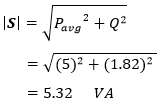 |S| = √(P_avg² + Q²)
= √((5)² + (1.82)²)
= 5.32 VA